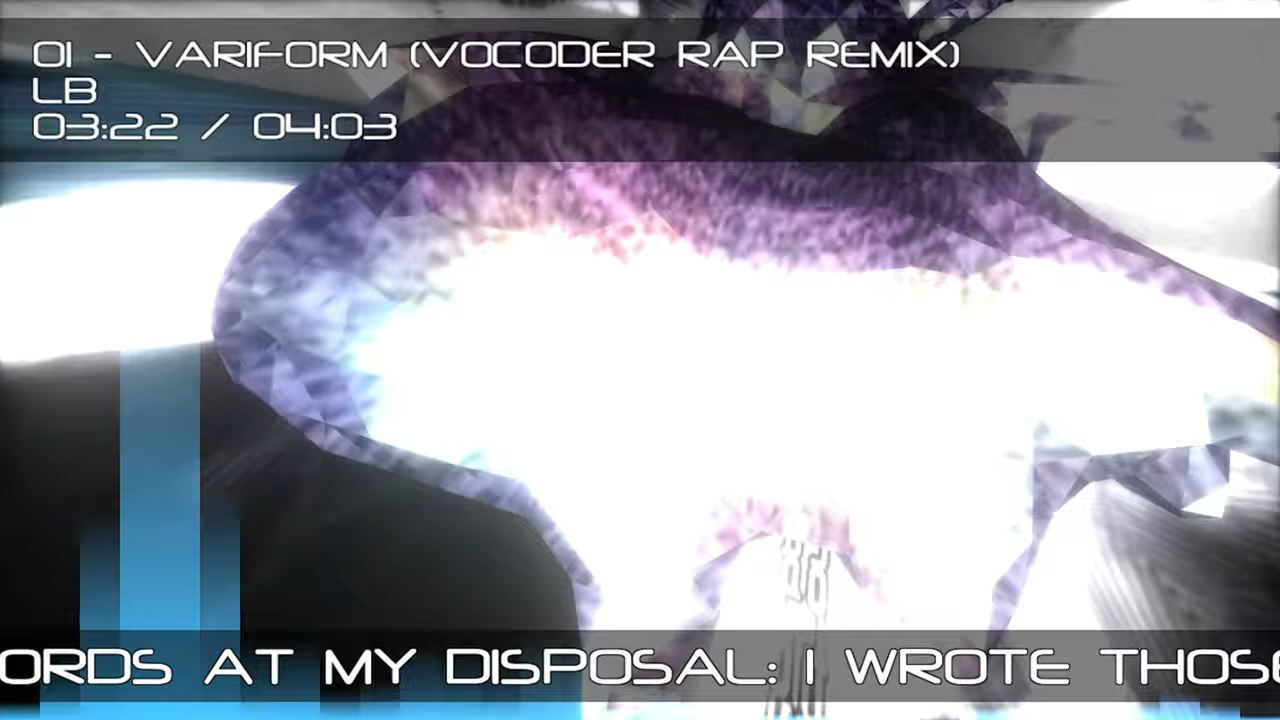 01 - VARIFORM (VOCODER RAP REMIX)
LB
03:22 / 04:03
ORDS AT MY DISPOSAL: I WROTE THOSE